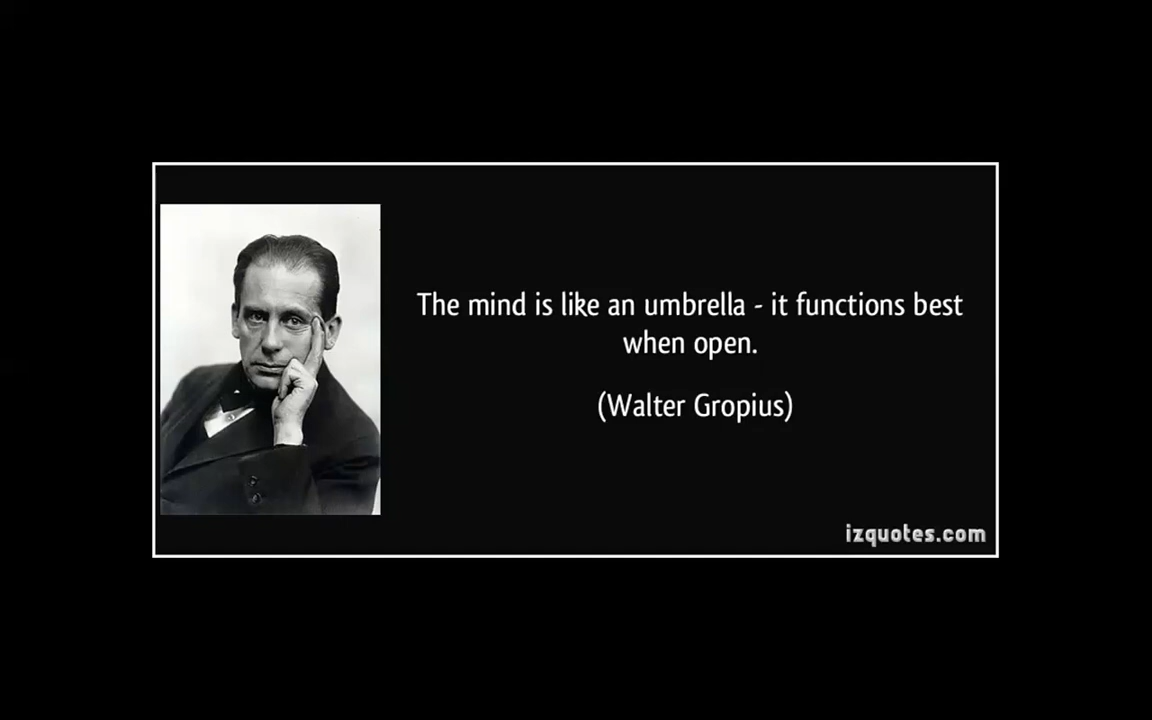 The mind is like an umbrella - it functions best
when open.
(Walter Gropius)
izquotes.com